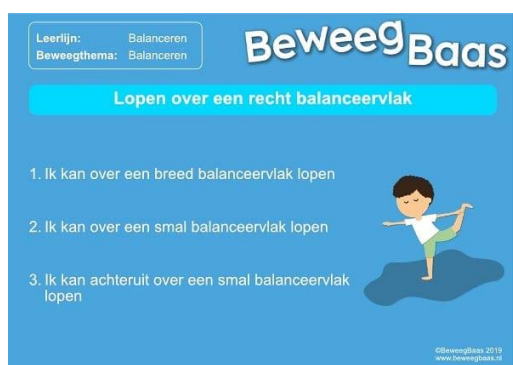 Leerlijn: Balanceren
Beweegthema: Balanceren
BeweegBaas
Lopen over een recht balanceervlak
1. Ik kan over een breed balanceervlak lopen
2. Ik kan over een smal balanceervlak lopen
3. Ik kan achteruit over een smal balanceervlak
lopen
©BeweegBaas 2019
www.beweegbaas.nl